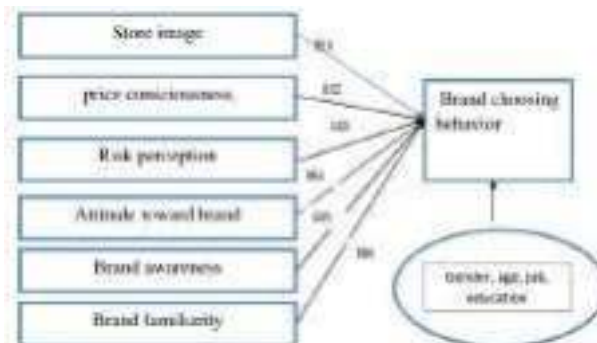 Store image
price consciousness
Risk perception
Attitude toward brand
Brand awareness
Brand familiarity
Brand choosing
behavior
Gender, age, job,
education